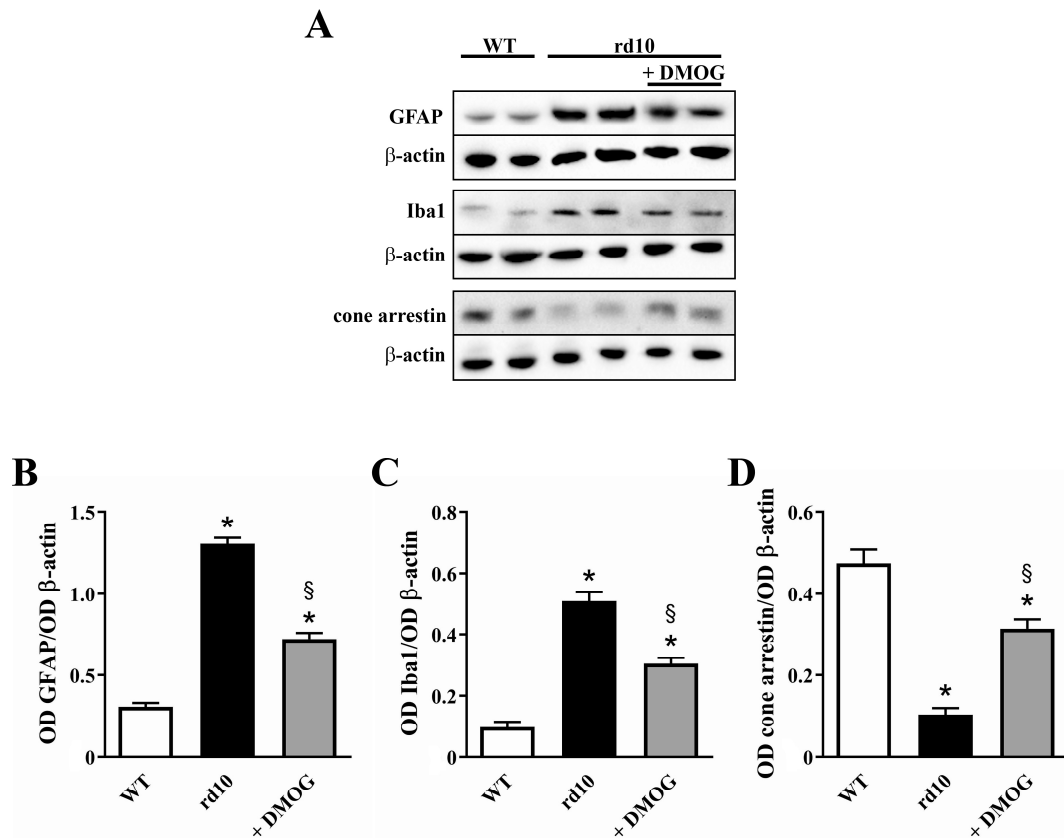 A
WT rd10
+ DMOG
GFAP
β-actin
Iba1
β-actin
cone arrestin
β-actin
B
OD GFAP/OD β-actin
1.5
1.0
0.5
0
*
§
*
WT
rd10
+ DMOG
C
OD Iba1/OD β-actin
0.8
0.6
0.4
0.2
0
*
§
*
WT
rd10
+ DMOG
D
OD cone arrestin/OD β-actin
0.6
0.4
0.2
0
*
§
*
WT
rd10
+ DMOG